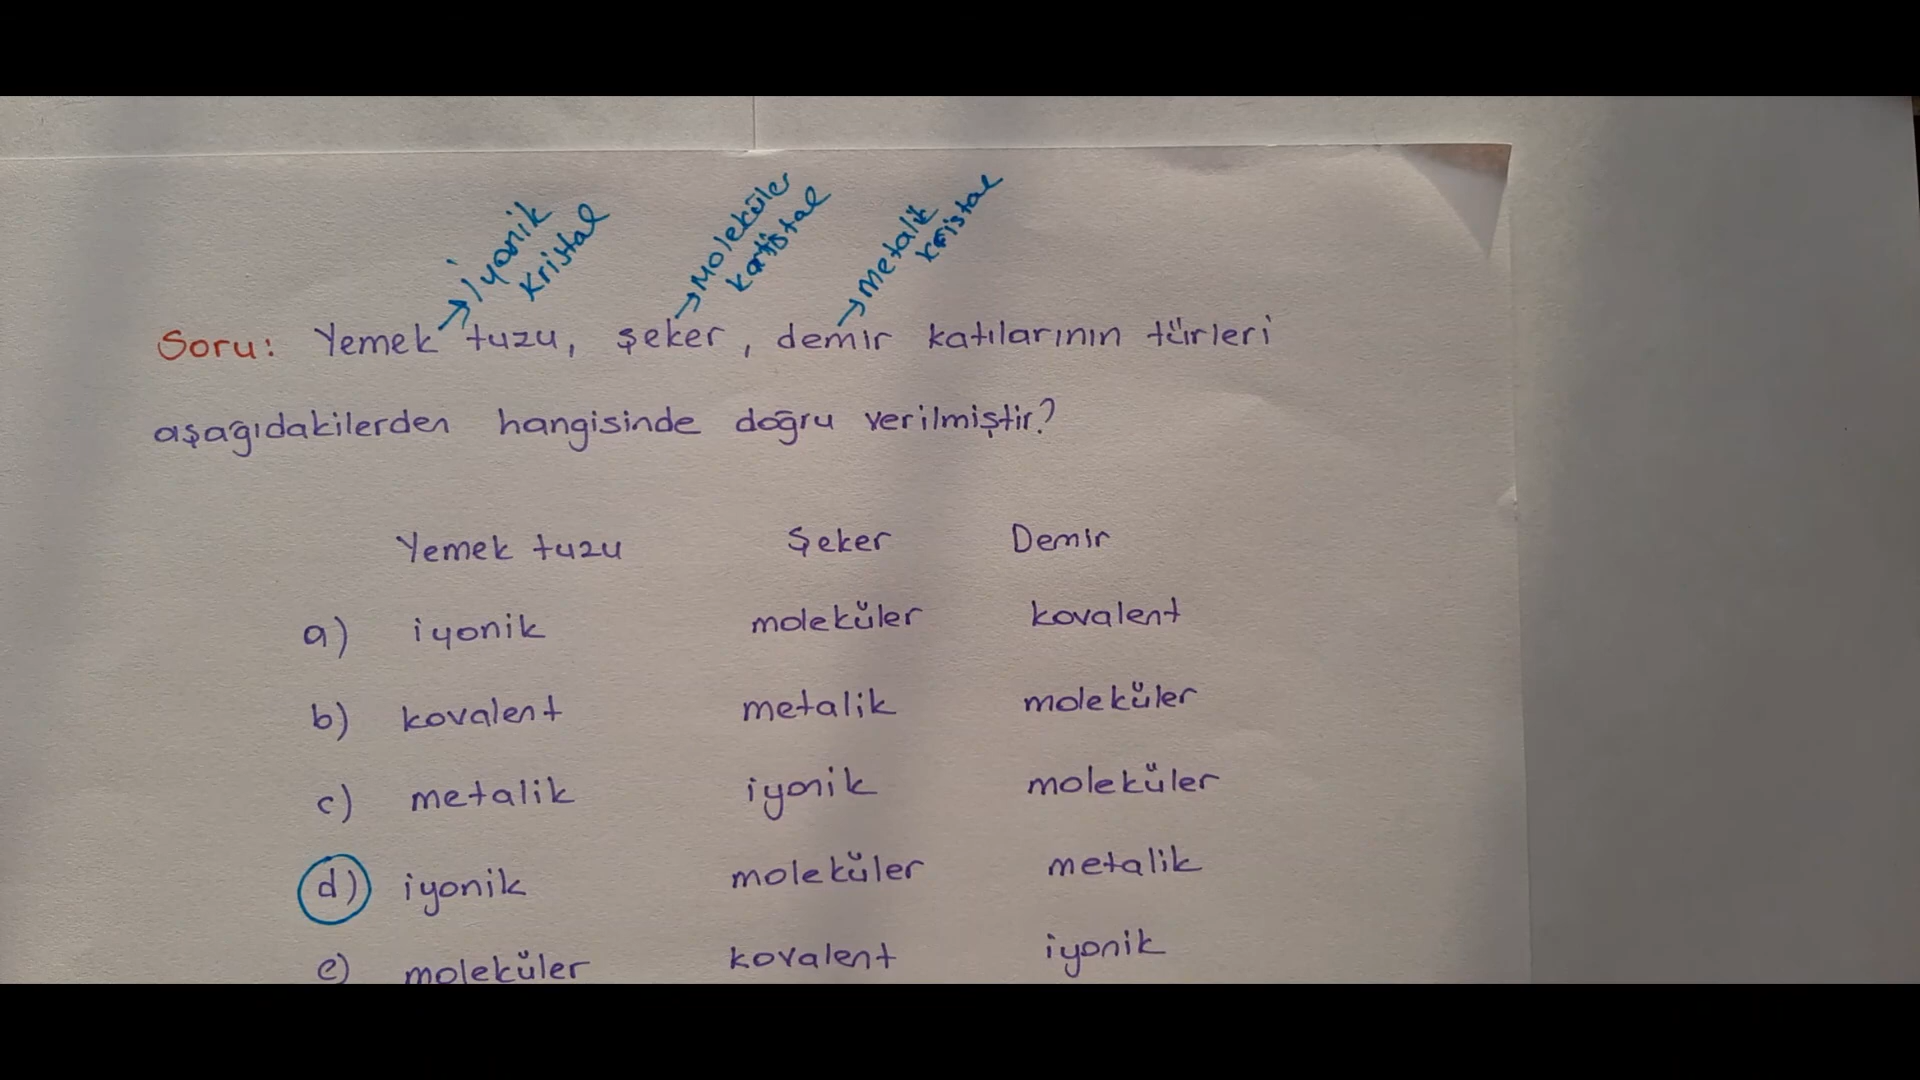 → İyonik
kristal
→ Moleküler
kristal
→ Metalik
kristal
Soru: Yemek tuzu, şeker, demir katılarının türleri
aşağıdakilerden hangisinde doğru verilmiştir?
Yemek tuzu Şeker Demir
a) iyonik moleküler kovalent
b) kovalent metalik moleküler
c) metalik iyonik moleküler
d) iyonik moleküler metalik
e) moleküler kovalent iyonik